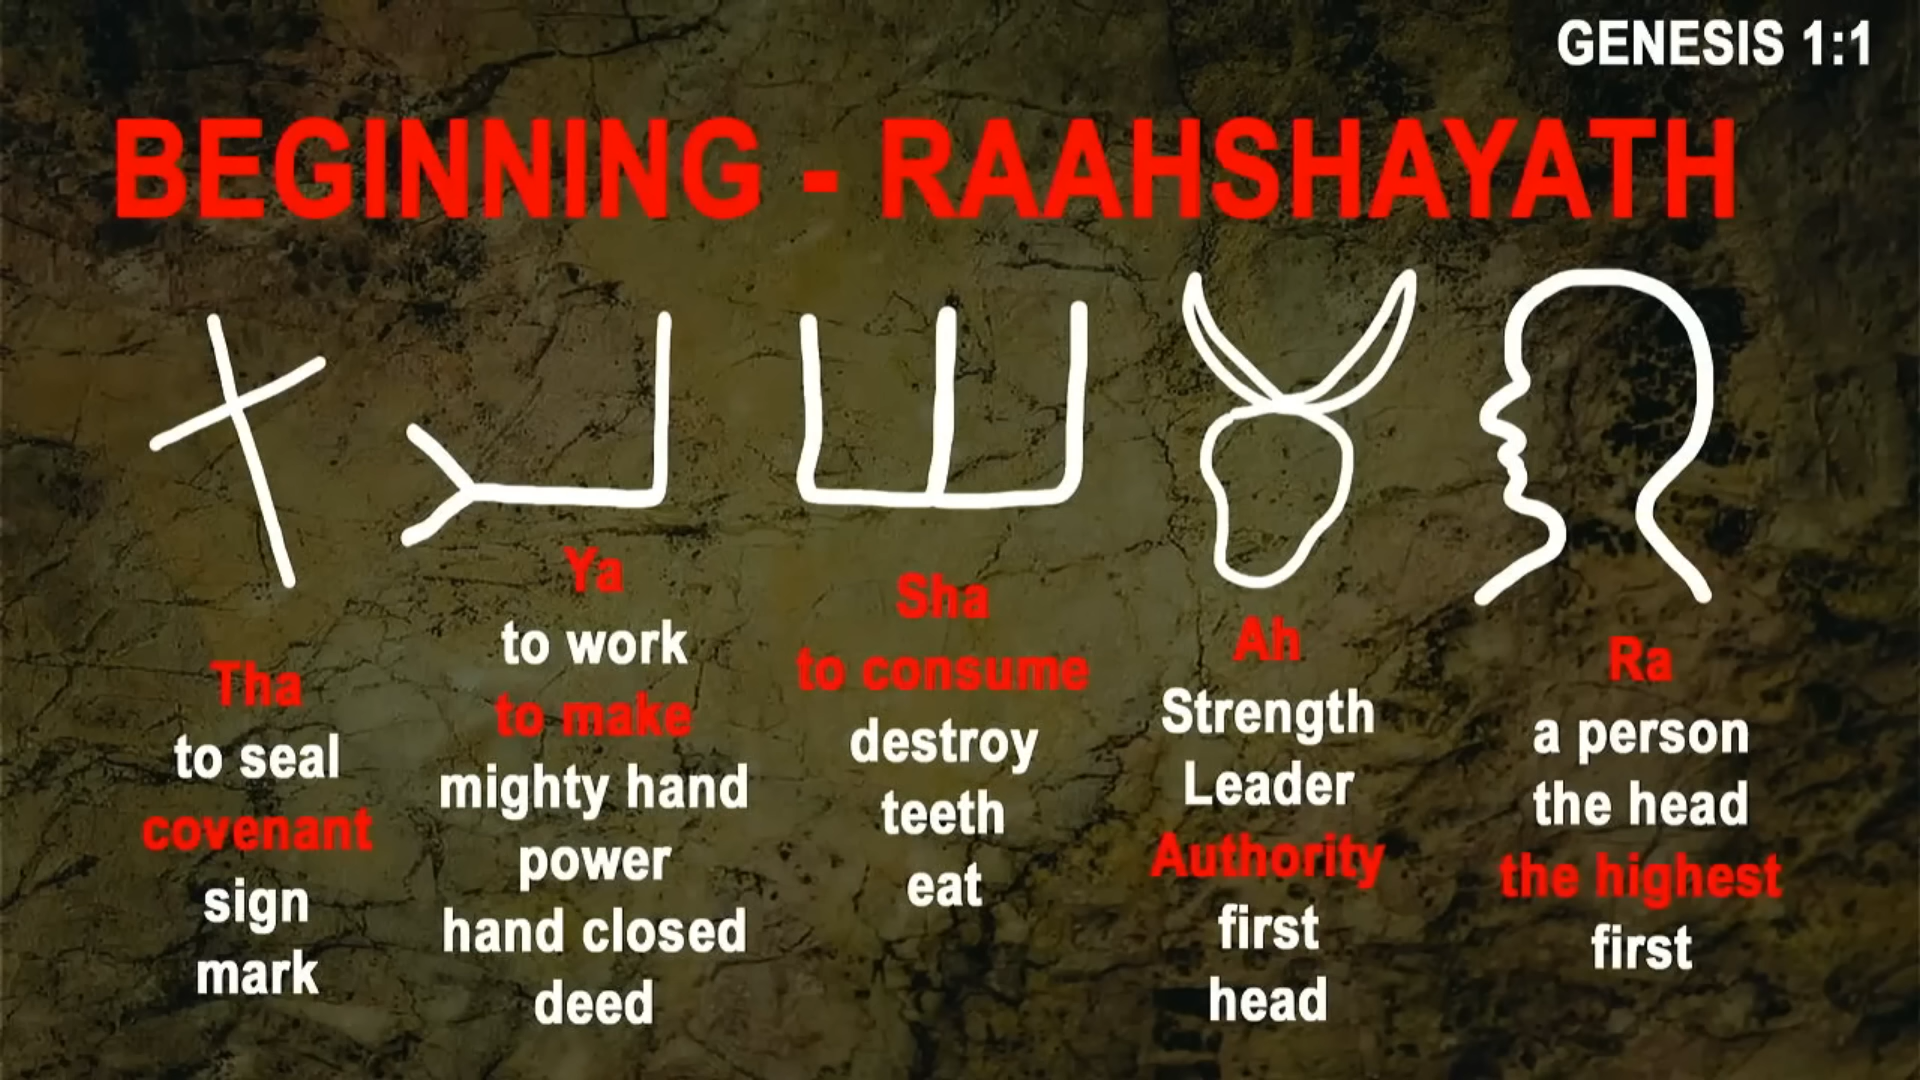 GENESIS 1:1
BEGINNING - RAAHSHAYATH
Tha
to seal
covenant
sign
mark
Ya
to work
to make
mighty hand
power
hand closed
deed
Sha
to consume
destroy
teeth
eat
Ah
Strength
Leader
Authority
first
head
Ra
a person
the head
the highest
first